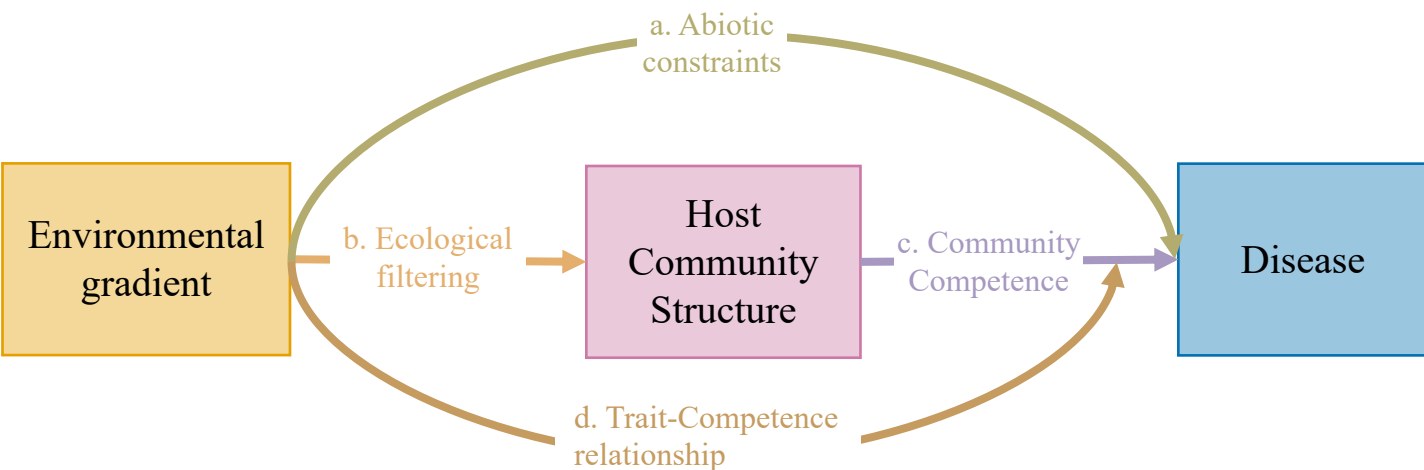 a. Abiotic
constraints
Environmental
gradient
b. Ecological
filtering
Host
Community
Structure
c. Community
Competence
Disease
d. Trait-Competence
relationship